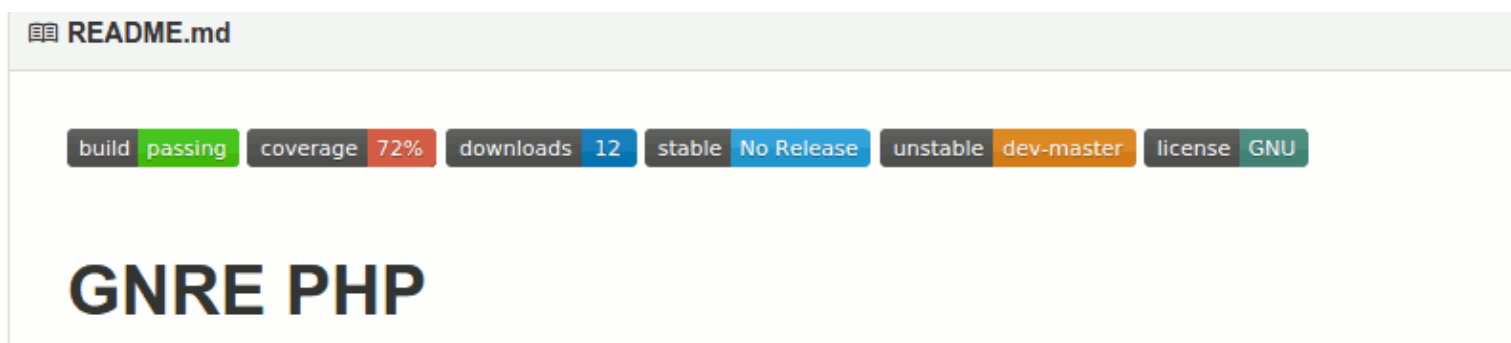 README.md
build passing coverage 72% downloads 12 stable No Release unstable dev-master license GNU
GNRE PHP